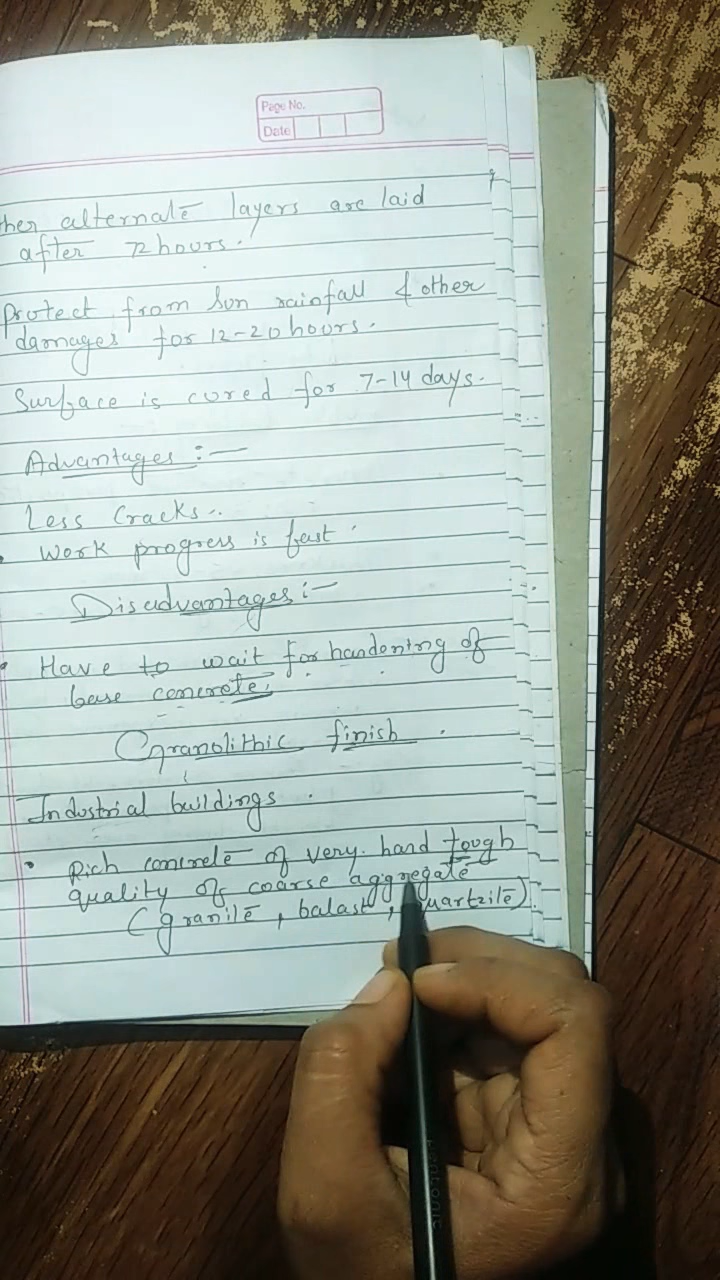 Page No.
Date
her alternate layers are laid
after 72 hours.
Protect from sun rainfall & other
damages for 12-20 hours.
Surface is cured for 7-14 days.
Advantages :-
Less Cracks..
Work progress is fast.
Disadvantages :-
• Have to wait for handening of
base concrete.
Granolithic finish.
Industrial buildings.
• Rich concrete of very hard tough
quality of coarse aggregate
(granite, balast, quartzite)